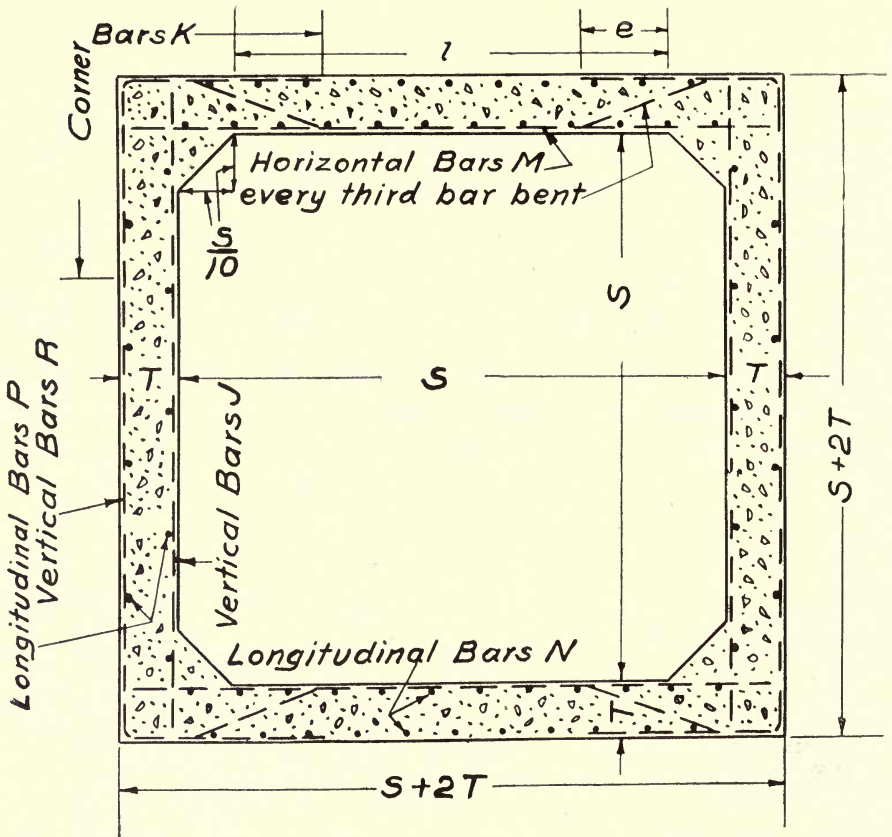 Bars K
l
e
Corner
Horizontal Bars M
every third bar bent
S
10
S
T
S
T
S+2T
Longitudinal Bars P
Vertical Bars R
Vertical Bars J
Longitudinal Bars N
T
S+2T